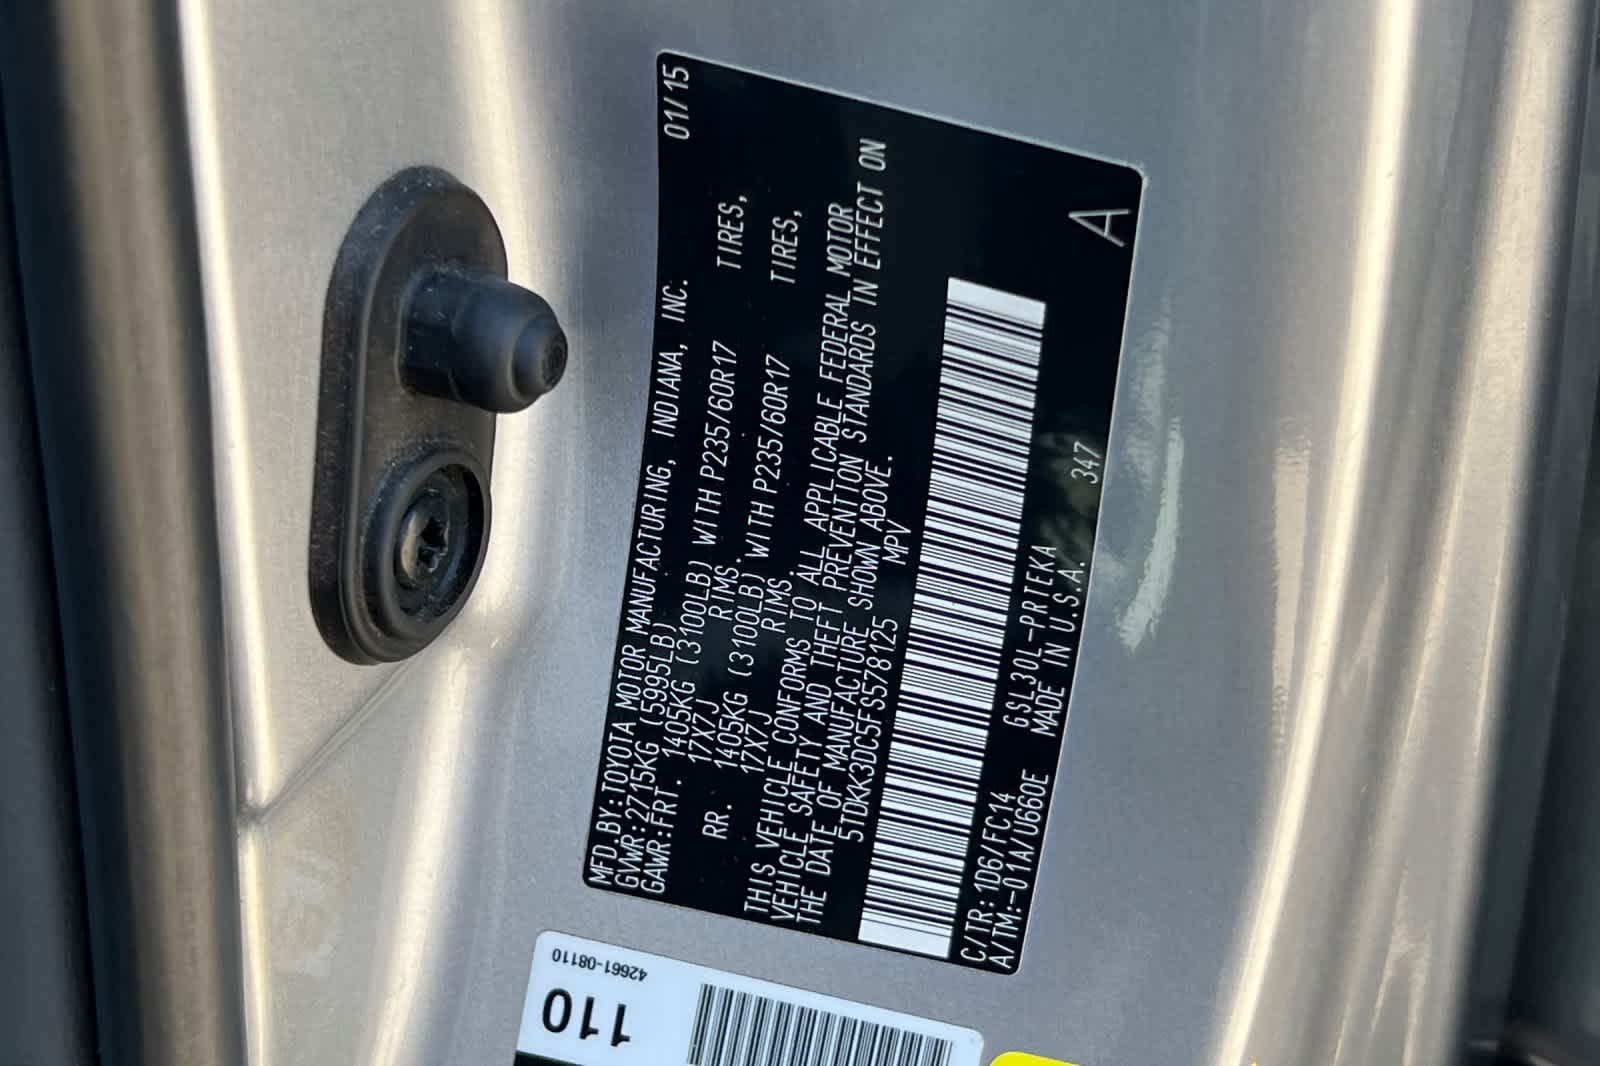 MFD.BY:TOYOTA MOTOR MANUFACTURING, INDIANA, INC. 01/15
GVWR:2715KG (5995LB)
GAWR:FRT. 1405KG (3100LB) WITH P235/60R17 TIRES,
17X7J RIMS.
RR. 1405KG (3100LB) WITH P235/60R17 TIRES,
17X7J RIMS.
THIS VEHICLE CONFORMS TO ALL APPLICABLE FEDERAL MOTOR
VEHICLE SAFETY AND THEFT PREVENTION STANDARDS IN EFFECT ON
THE DATE OF MANUFACTURE SHOWN ABOVE.
5TDKK3DC5FS578125 MPV
A
C/TR:1D6/FC14 GSL30L-PRTEKA 347
A/TM:-01A/U660E MADE IN U.S.A.
42661-08110
110